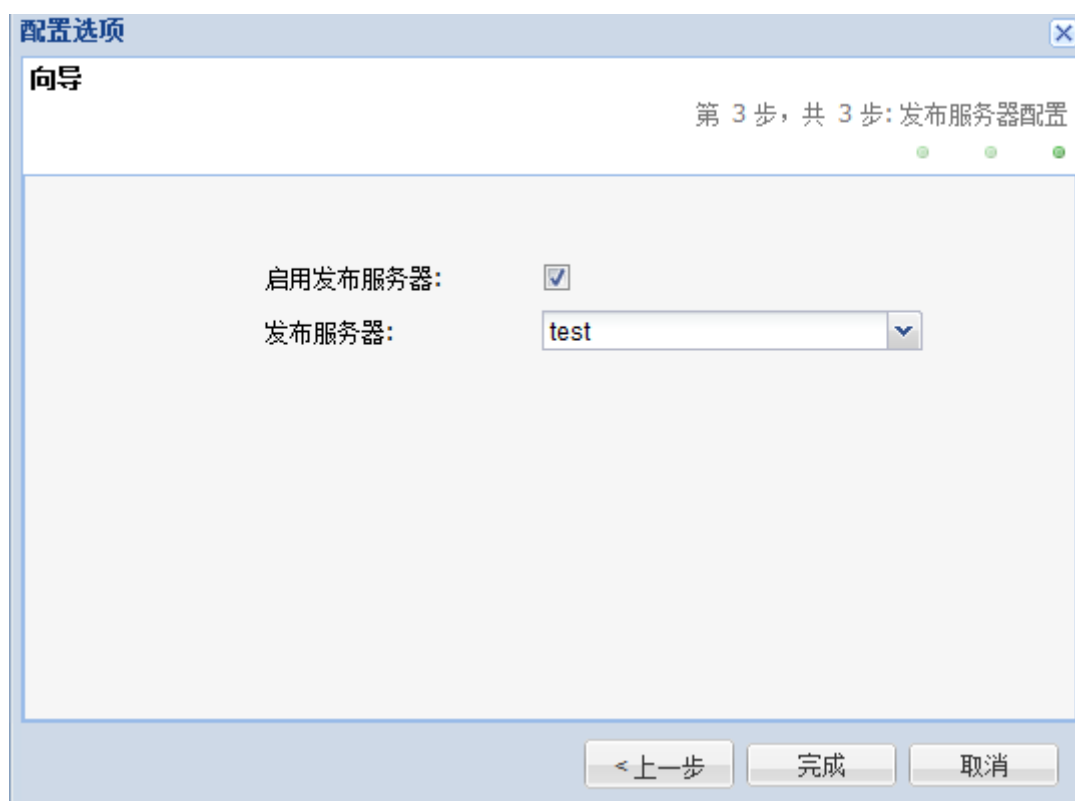 配置选项
向导
第 3 步，共 3 步: 发布服务器配置
启用发布服务器:
发布服务器:
test
<上一步
完成
取消